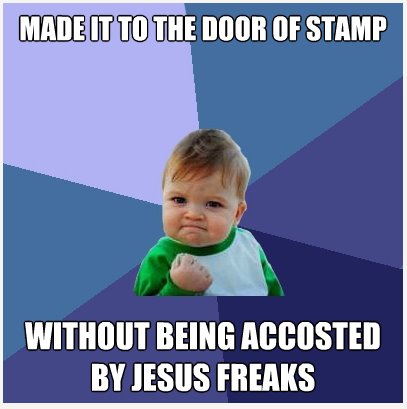 MADE IT TO THE DOOR OF STAMP
WITHOUT BEING ACCOSTED
BY JESUS FREAKS